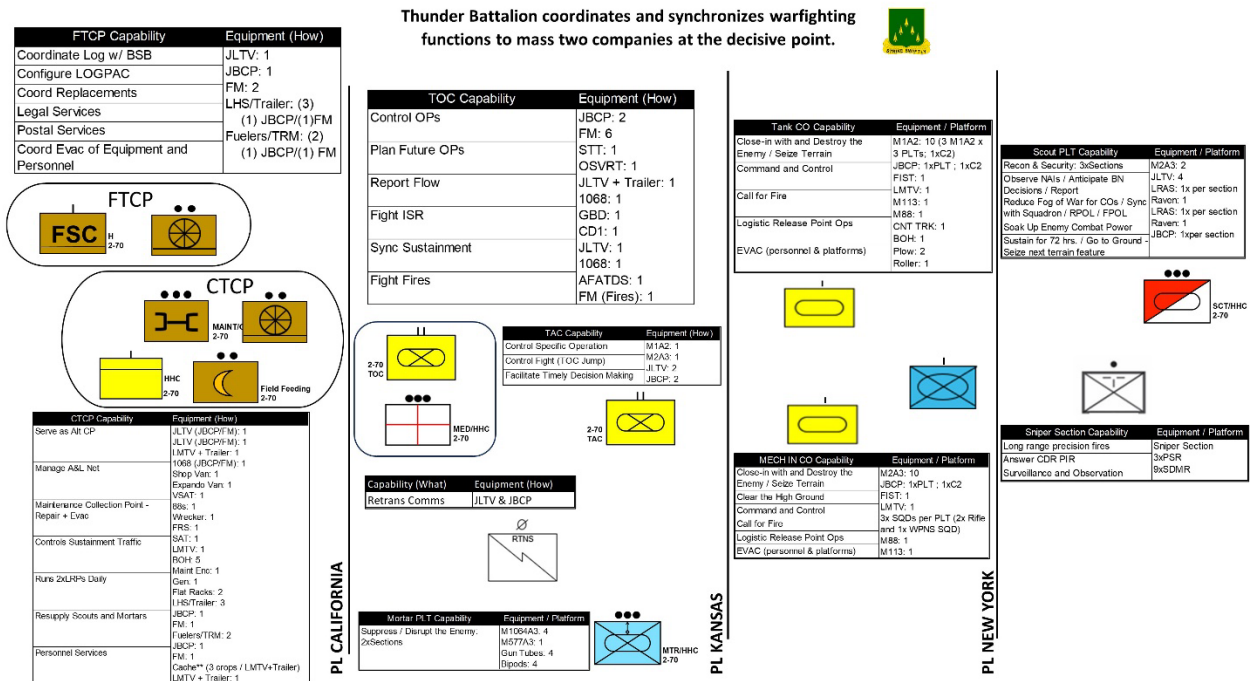 Thunder Battalion coordinates and synchronizes warfighting
functions to mass two companies at the decisive point.
STRIKE SWIFTLY
FTCP Capability Equipment (How)
Coordinate Log w/ BSB
Configure LOGPAC
Coord Replacements
Legal Services
Postal Services
Coord Evac of Equipment and
Personnel
JLTV: 1
JBCP: 1
FM: 2
LHS/Trailer: (3)
(1) JBCP/(1)FM
Fuelers/TRM: (2)
(1) JBCP/(1) FM
FTCP
FSC
H
2-70
CTCP
MAINT/
2-70
HHC
2-70
Field Feeding
2-70
CTCP Capability Equipment (How)
Serve as Alt CP
JLTV (JBCP/FM): 1
JLTV (JBCP/FM): 1
LMTV + Trailer: 1
Manage A&L Net
1068 (JBCP/FM): 1
Shop Van: 1
Expando Van: 1
VSAT: 1
Maintenance Collection Point -
Repair + Evac
88s: 1
Wrecker: 1
FRS: 1
Controls Sustainment Traffic
SAT: 1
LMTV: 1
BOH: 5
Maint Enc: 1
Runs 2xLRPs Daily
Gen: 1
Flat Racks: 2
LHS/Trailer: 3
Resupply Scouts and Mortars
JBCP: 1
FM: 1
Fuelers/TRM: 2
Personnel Services
JBCP: 1
FM: 1
Cache** (3 crops / LMTV+Trailer)
LMTV + Trailer: 1
PL CALIFORNIA
TOC Capability Equipment (How)
Control OPs
JBCP: 2
FM: 6
Plan Future OPs
STT: 1
OSVRT: 1
Report Flow
JLTV + Trailer: 1
1068: 1
Fight ISR
GBD: 1
CD1: 1
Sync Sustainment
JLTV: 1
1068: 1
Fight Fires
AFATDS: 1
FM (Fires): 1
2-70
TOC
MED/HHC
2-70
TAC Capability Equipment (How)
Control Specific Operation
Control Fight (TOC Jump)
Facilitate Timely Decision Making
M1A2: 1
M2A3: 1
JLTV: 2
JBCP: 2
2-70
TAC
Capability (What) Equipment (How)
Retrans Comms JLTV & JBCP
RTNS
Mortar PLT Capability Equipment / Platform
Suppress / Disrupt the Enemy.
2xSections
M1064A3: 4
M577A3: 1
Gun Tubes: 4
Bipods: 4
MTR/HHC
2-70
PL KANSAS
Tank CO Capability Equipment / Platform
Close-in with and Destroy the
Enemy / Seize Terrain
Command and Control
Call for Fire
Logistic Release Point Ops
EVAC (personnel & platforms)
M1A2: 10 (3 M1A2 x
3 PLTs; 1xC2)
JBCP: 1xPLT ; 1xC2
FIST: 1
LMTV: 1
M113: 1
M88: 1
CNT TRK: 1
BOH: 1
Plow: 2
Roller: 1
MECH IN CO Capability Equipment / Platform
Close-in with and Destroy the
Enemy / Seize Terrain
Clear the High Ground
Command and Control
Call for Fire
Logistic Release Point Ops
EVAC (personnel & platforms)
M2A3: 10
JBCP: 1xPLT ; 1xC2
FIST: 1
LMTV: 1
3x SQDs per PLT (2x Rifle
and 1x WPNS SQD)
M88: 1
M113: 1
PL NEW YORK
Scout PLT Capability Equipment / Platform
Recon & Security: 3xSections
Observe NAIs / Anticipate BN
Decisions / Report
Reduce Fog of War for COs / Sync
with Squadron / RPOL / FPOL
Soak Up Enemy Combat Power
Sustain for 72 hrs. / Go to Ground -
Seize next terrain feature
M2A3: 2
JLTV: 4
LRAS: 1x per section
Raven: 1
LRAS: 1x per section
Raven: 1
JBCP: 1xper section
SCT/HHC
2-70
Sniper Section Capability Equipment / Platform
Long range precision fires
Answer CDR PIR
Surveillance and Observation
Sniper Section
3xPSR
9xSDMR